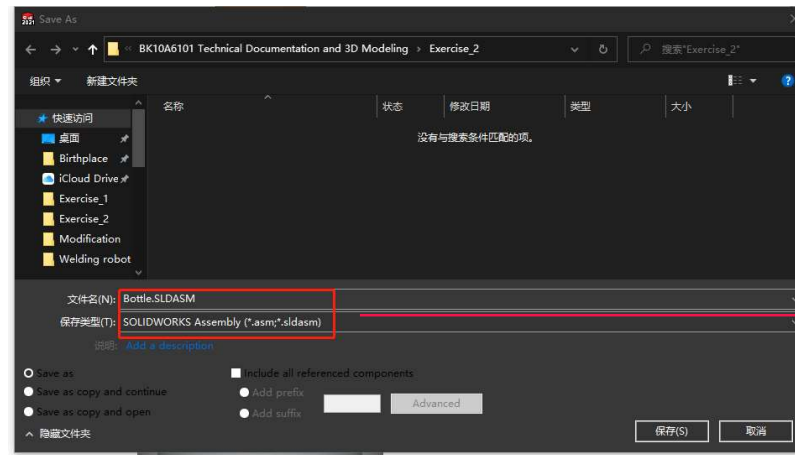 2021 Save As
BK10A6101 Technical Documentation and 3D Modeling › Exercise_2
搜索"Exercise_2"
组织 新建文件夹
名称 状态 修改日期 类型 大小
没有与搜索条件匹配的项。
快速访问
桌面
Birthplace
iCloud Drive
Exercise_1
Exercise_2
Modification
Welding robot
文件名(N): Bottle.SLDASM
保存类型(T): SOLIDWORKS Assembly (*.asm;*.sldasm)
说明: Add a description
Save as
Include all referenced components
Save as copy and continue
Add prefix
Advanced
Save as copy and open
Add suffix
隐藏文件夹
保存(S) 取消